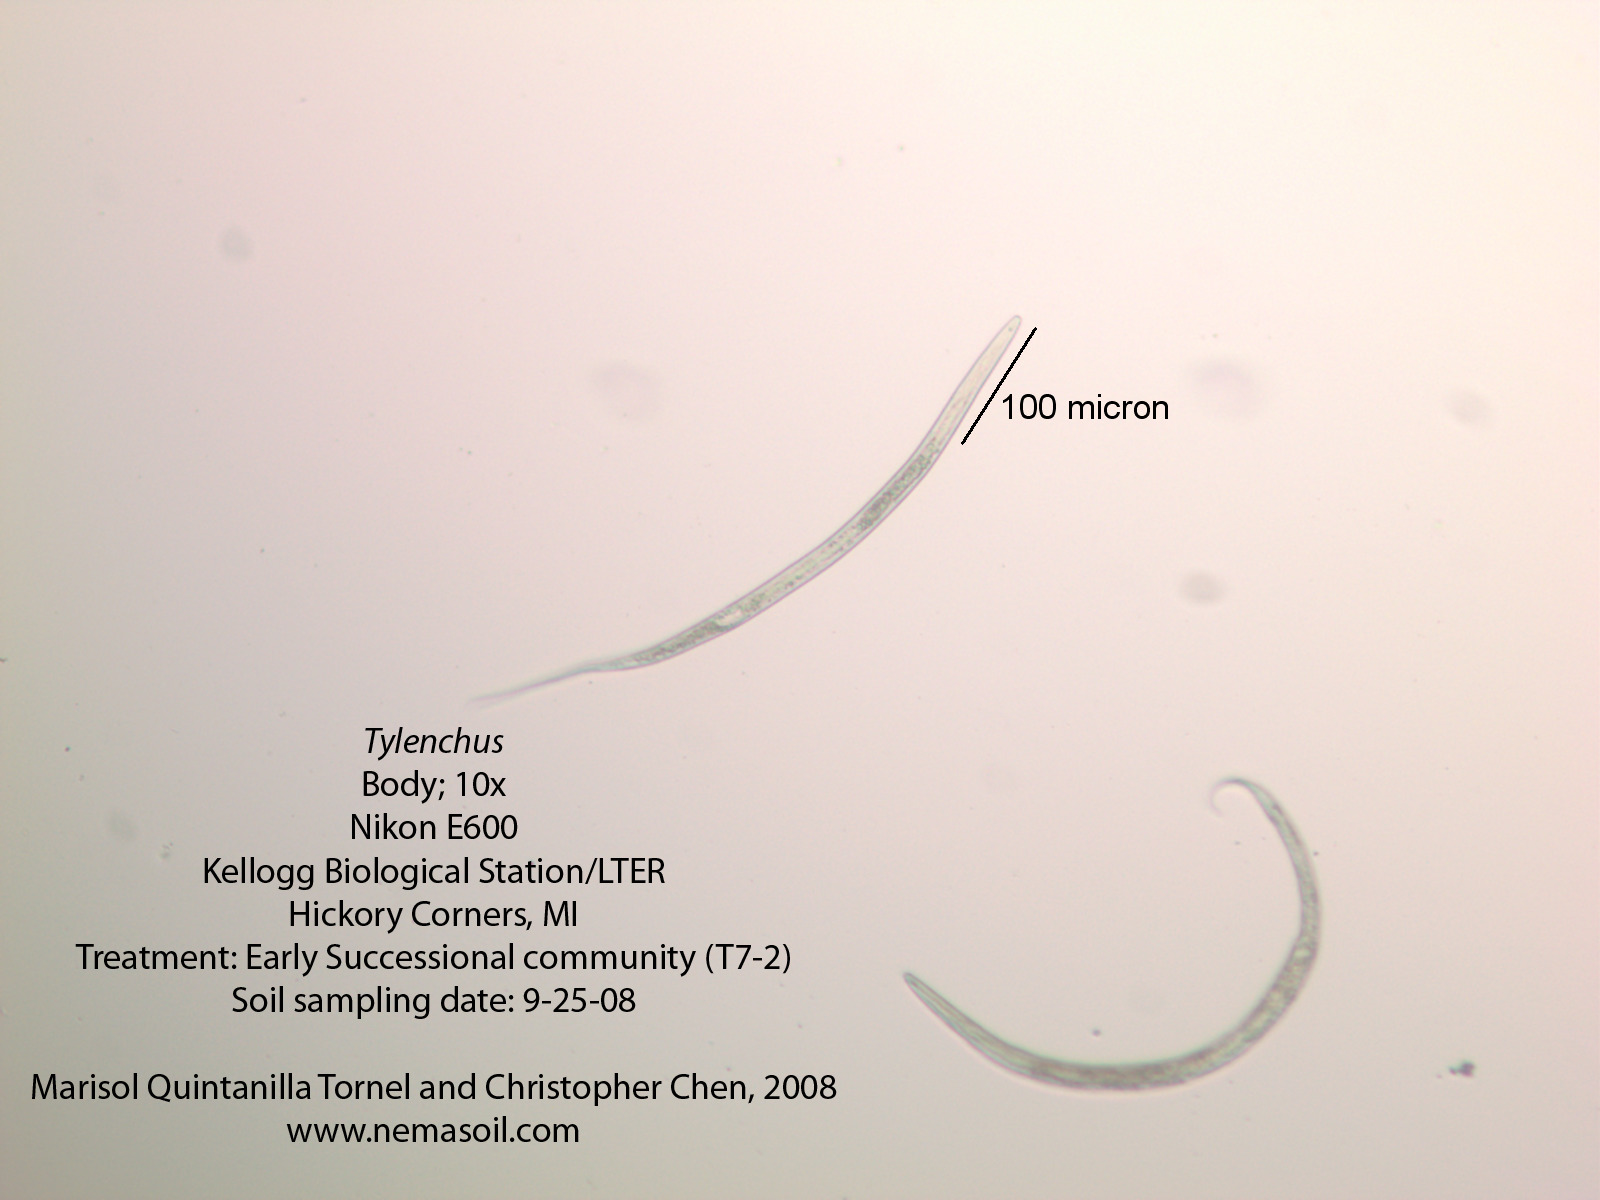 100 micron
Tylenchus
Body; 10x
Nikon E600
Kellogg Biological Station/LTER
Hickory Corners, MI
Treatment: Early Successional community (T7-2)
Soil sampling date: 9-25-08
Marisol Quintanilla Tornel and Christopher Chen, 2008
www.nemasoil.com